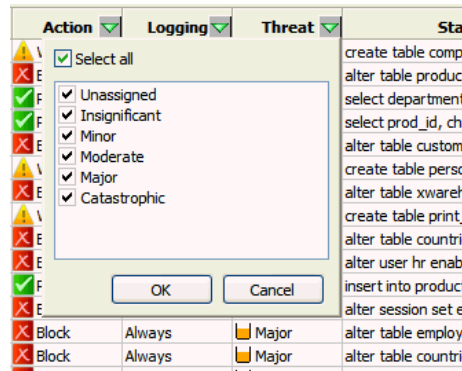 Action Logging Threat Sta
Select all
Unassigned
Insignificant
Minor
Moderate
Major
Catastrophic
OK Cancel
create table comp
alter table produc
select department
select prod_id, ch
alter table custom
create table perso
alter table xwareh
create table print_
alter table countri
alter user hr enab
insert into product
alter session set e
Block Always Major alter table employ
Block Always Major alter table countri